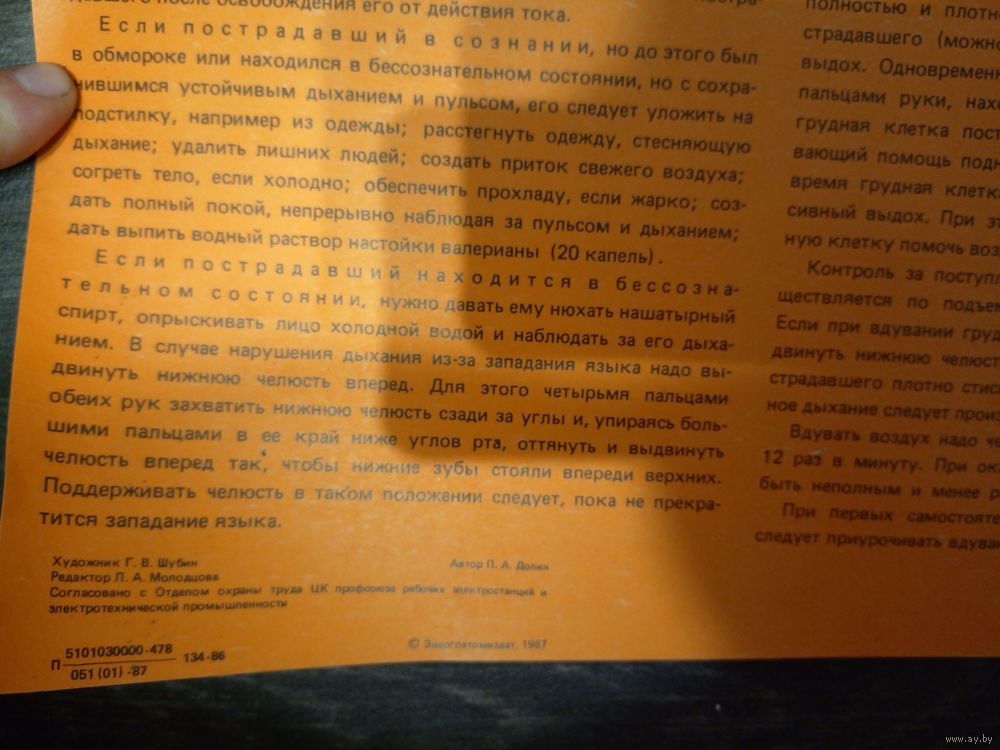 после освобождения его от действия тока.
Если пострадавший в сознании, но до этого был
в обмороке или находился в бессознательном состоянии, но с сохра-
нившимся устойчивым дыханием и пульсом, его следует уложить на
подстилку, например из одежды; расстегнуть одежду, стесняющую
дыхание; удалить лишних людей; создать приток свежего воздуха;
согреть тело, если холодно; обеспечить прохладу, если жарко; соз-
дать полный покой, непрерывно наблюдая за пульсом и дыханием;
дать выпить водный раствор настойки валерианы (20 капель).
Если пострадавший находится в бессозна-
тельном состоянии, нужно давать ему нюхать нашатырный
спирт, опрыскивать лицо холодной водой и наблюдать за его дыха-
нием. В случае нарушения дыхания из-за западания языка надо вы-
двинуть нижнюю челюсть вперед. Для этого четырьмя пальцами
обеих рук захватить нижнюю челюсть сзади за углы и, упираясь боль-
шими пальцами в ее край ниже углов рта, оттянуть и выдвинуть
челюсть вперед так, чтобы нижние зубы стояли впереди верхних.
Поддерживать челюсть в таком положении следует, пока не прекра-
тится западание языка.
Художник Г. В. Шубин
Автор П. А. Долин
Редактор Л. А. Молодцова
Согласовано с Отделом охраны труда ЦК профсоюза рабочих электростанций и
электротехнической промышленности
© Энергоатомиздат, 1987
П 5101030000-478 134-86
051 (01) -87
полностью и плотно
страдавшего (можно
выдох. Одновременно
пальцами руки, нах
грудная клетка пост
вающий помощь подн
время грудная клетк
сивный выдох. При э
ную клетку помочь воз
Контроль за поступл
ществляется по подъе
Если при вдувании груд
двинуть нижнюю челюст
страдавшего плотно стис
ное дыхание следует прои
Вдувать воздух надо че
12 раз в минуту. При ок
быть неполным и менее р
При первых самостояте
следует приурочивать вдува
www.ay.by